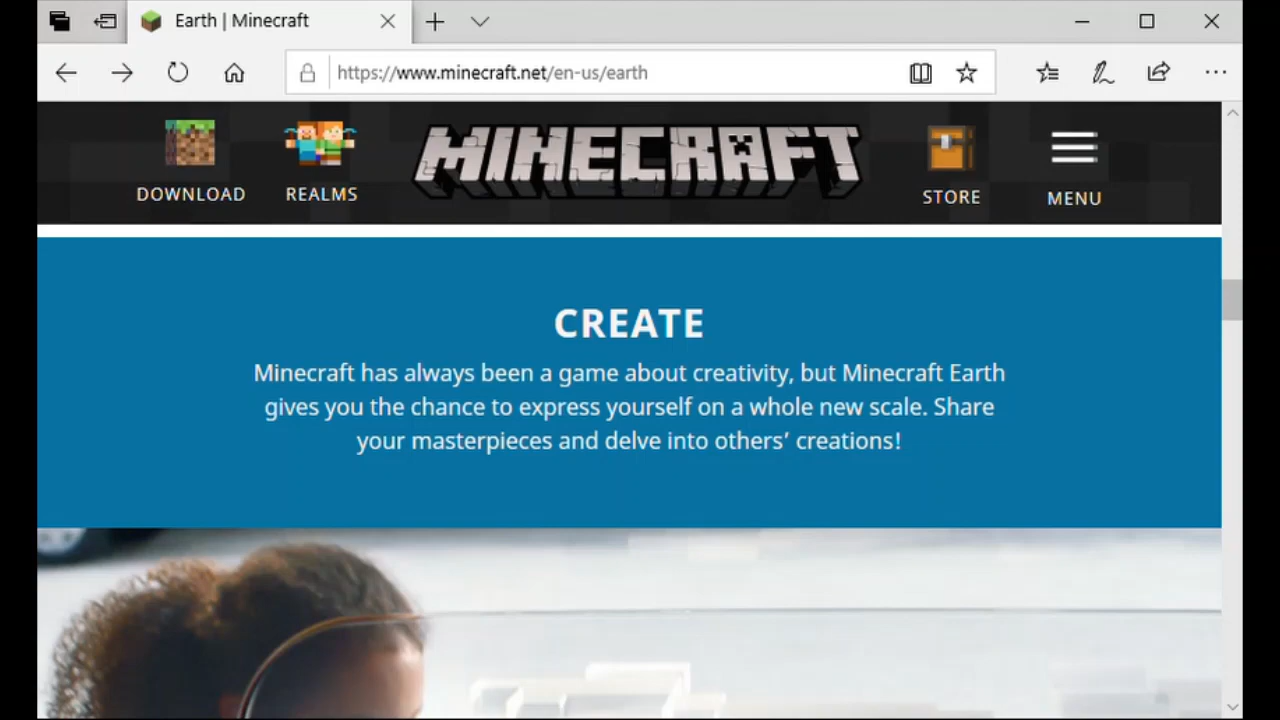 Earth | Minecraft
https://www.minecraft.net/en-us/earth
DOWNLOAD
REALMS
MINECRAFT
STORE
MENU
CREATE
Minecraft has always been a game about creativity, but Minecraft Earth
gives you the chance to express yourself on a whole new scale. Share
your masterpieces and delve into others’ creations!